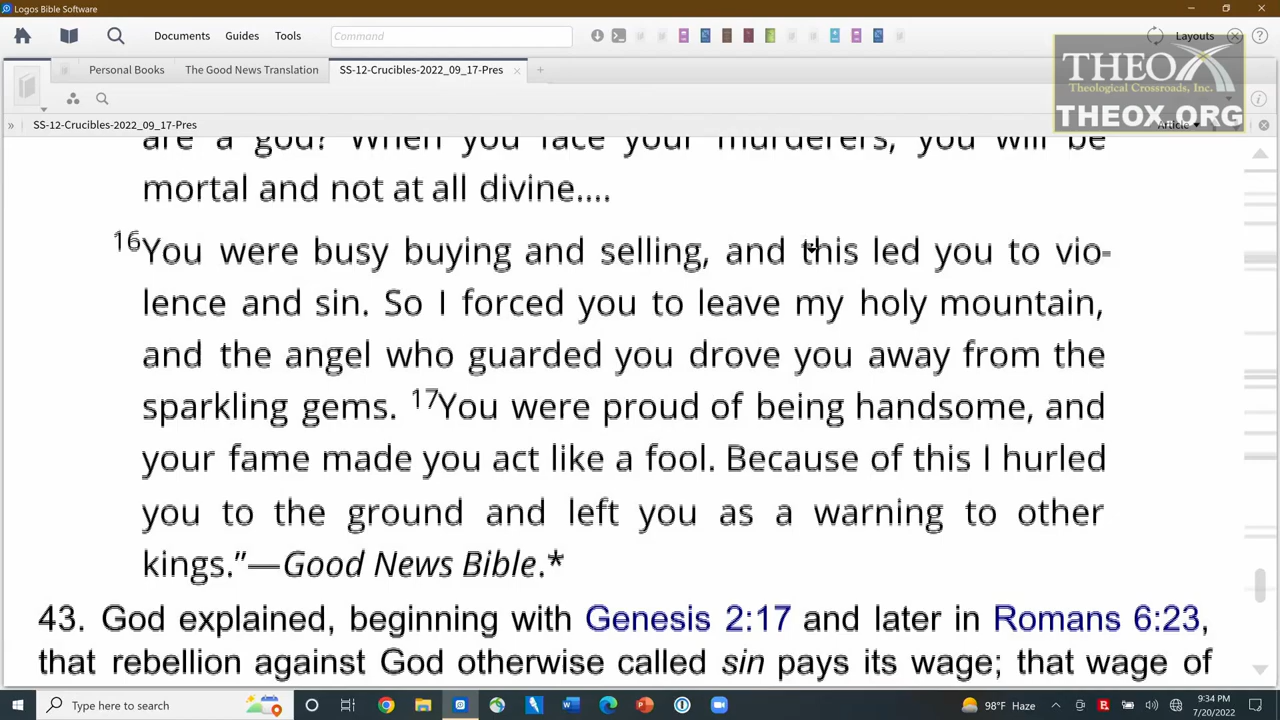 Logos Bible Software
Documents Guides Tools Command Layouts
THEOX
Theological Crossroads, Inc.
THEOX.ORG
Personal Books The Good News Translation SS-12-Crucibles-2022_09_17-Pres
SS-12-Crucibles-2022_09_17-Pres Article
are a god? When you face your murderers, you will be
mortal and not at all divine....
16You were busy buying and selling, and this led you to vio-
lence and sin. So I forced you to leave my holy mountain,
and the angel who guarded you drove you away from the
sparkling gems. 17You were proud of being handsome, and
your fame made you act like a fool. Because of this I hurled
you to the ground and left you as a warning to other
kings.”—Good News Bible.*
43. God explained, beginning with Genesis 2:17 and later in Romans 6:23,
that rebellion against God otherwise called sin pays its wage; that wage of
Type here to search 98°F Haze 9:34 PM
7/20/2022